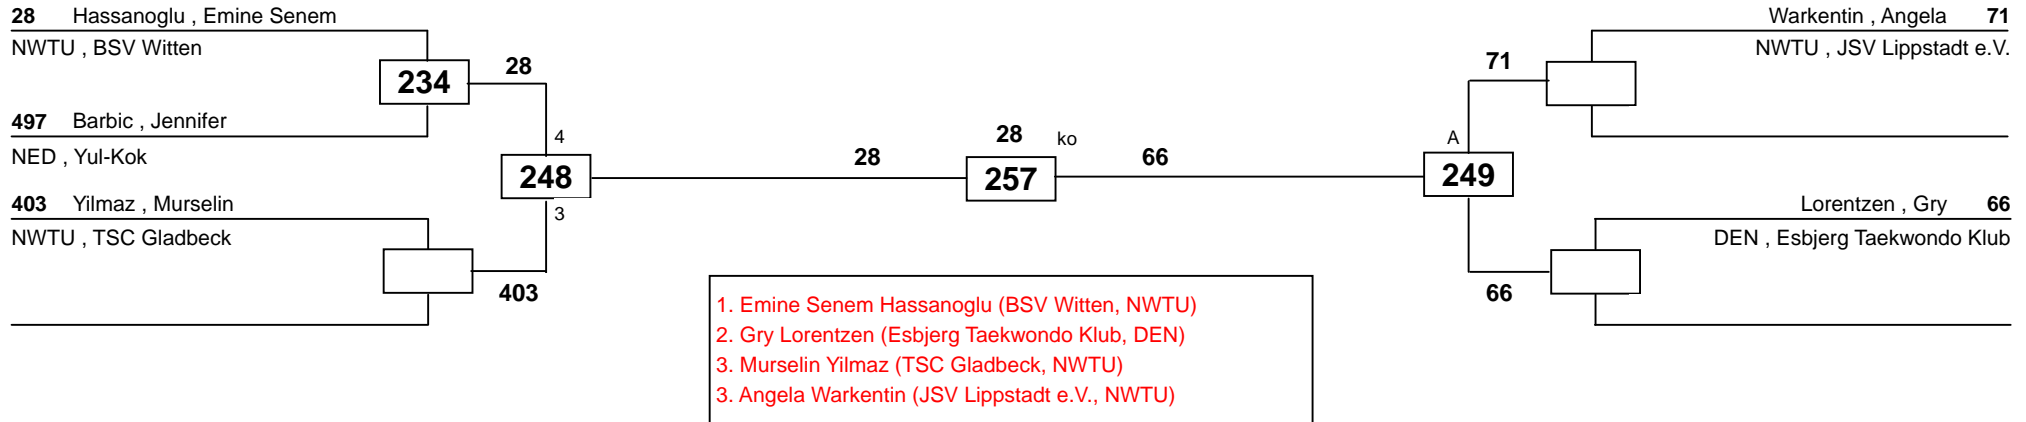 28 Hassanoglu , Emine Senem
NWTU , BSV Witten
234
28
497 Barbic , Jennifer
NED , Yul-Kok
4
248
3
403 Yilmaz , Murselin
NWTU , TSC Gladbeck
403
28
28 ko
257
66
Warkentin , Angela 71
NWTU , JSV Lippstadt e.V.
71
A
249
Lorentzen , Gry 66
DEN , Esbjerg Taekwondo Klub
66
1. Emine Senem Hassanoglu (BSV Witten, NWTU)
2. Gry Lorentzen (Esbjerg Taekwondo Klub, DEN)
3. Murselin Yilmaz (TSC Gladbeck, NWTU)
3. Angela Warkentin (JSV Lippstadt e.V., NWTU)